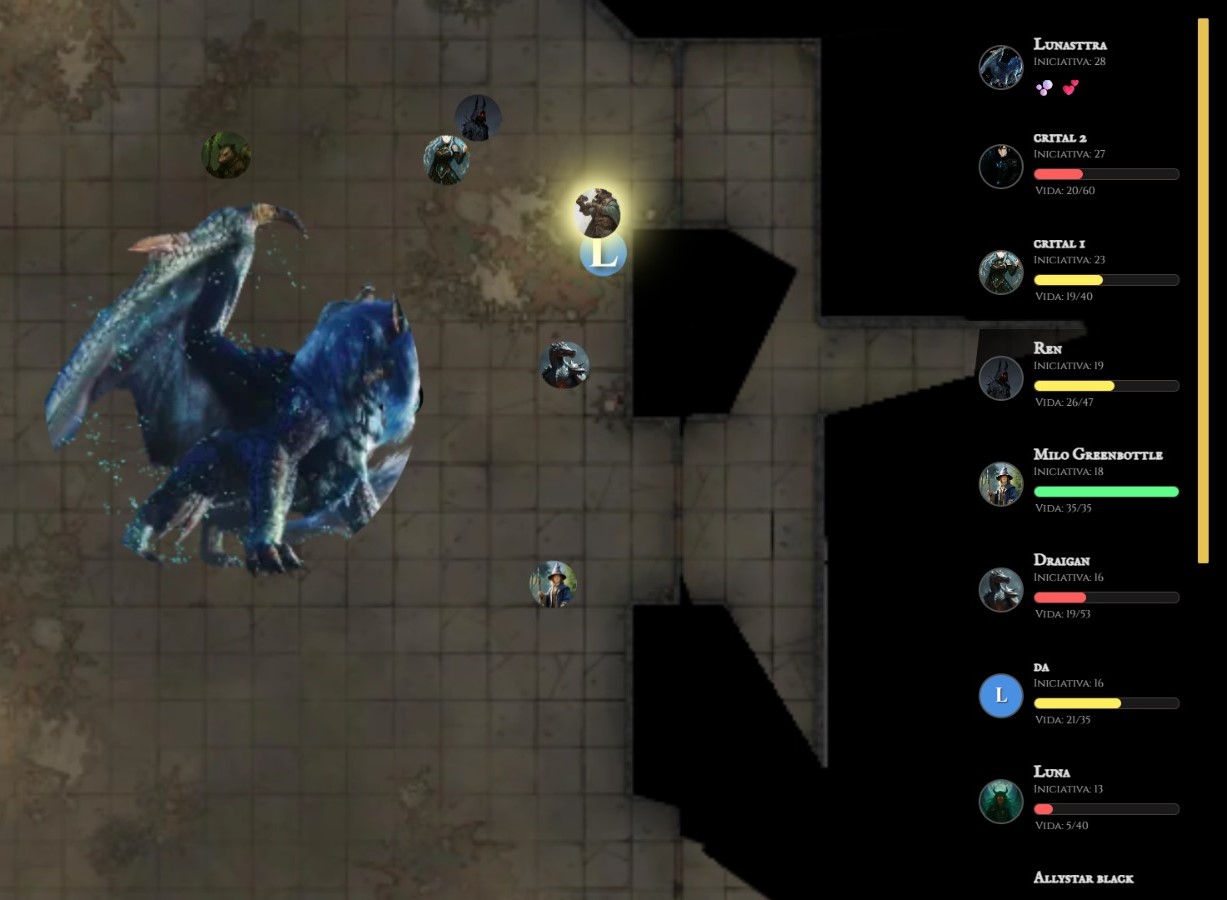 L
Lunasttra
Iniciativa: 28
crital 2
Iniciativa: 27
Vida: 20/60
crital 1
Iniciativa: 23
Vida: 19/40
Ren
Iniciativa: 19
Vida: 26/47
Milo Greenbottle
Iniciativa: 18
Vida: 35/35
Draigan
Iniciativa: 16
Vida: 19/53
da
L
Iniciativa: 16
Vida: 21/35
Luna
Iniciativa: 13
Vida: 5/40
Allystar black